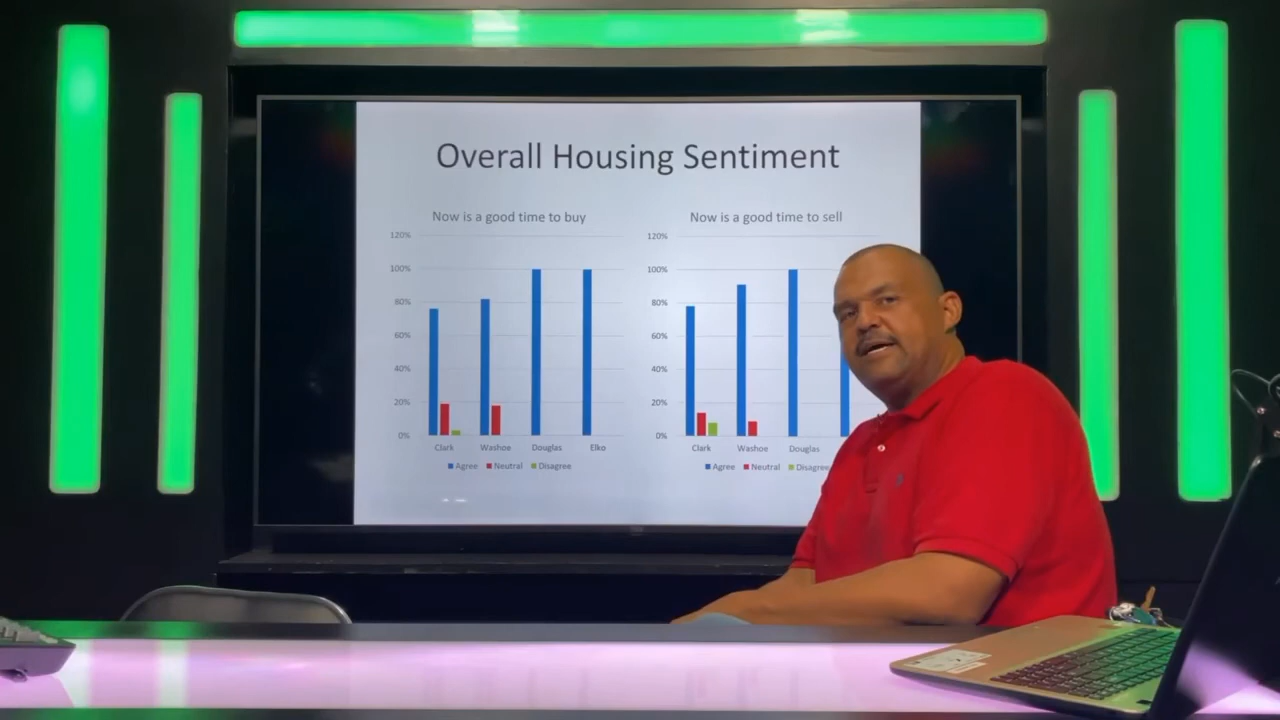 Overall Housing Sentiment
Now is a good time to buy
120%
100%
80%
60%
40%
20%
0%
Clark Washoe Douglas Elko
Agree Neutral Disagree
Now is a good time to sell
120%
100%
80%
60%
40%
20%
0%
Clark Washoe Douglas
Agree Neutral Disagree